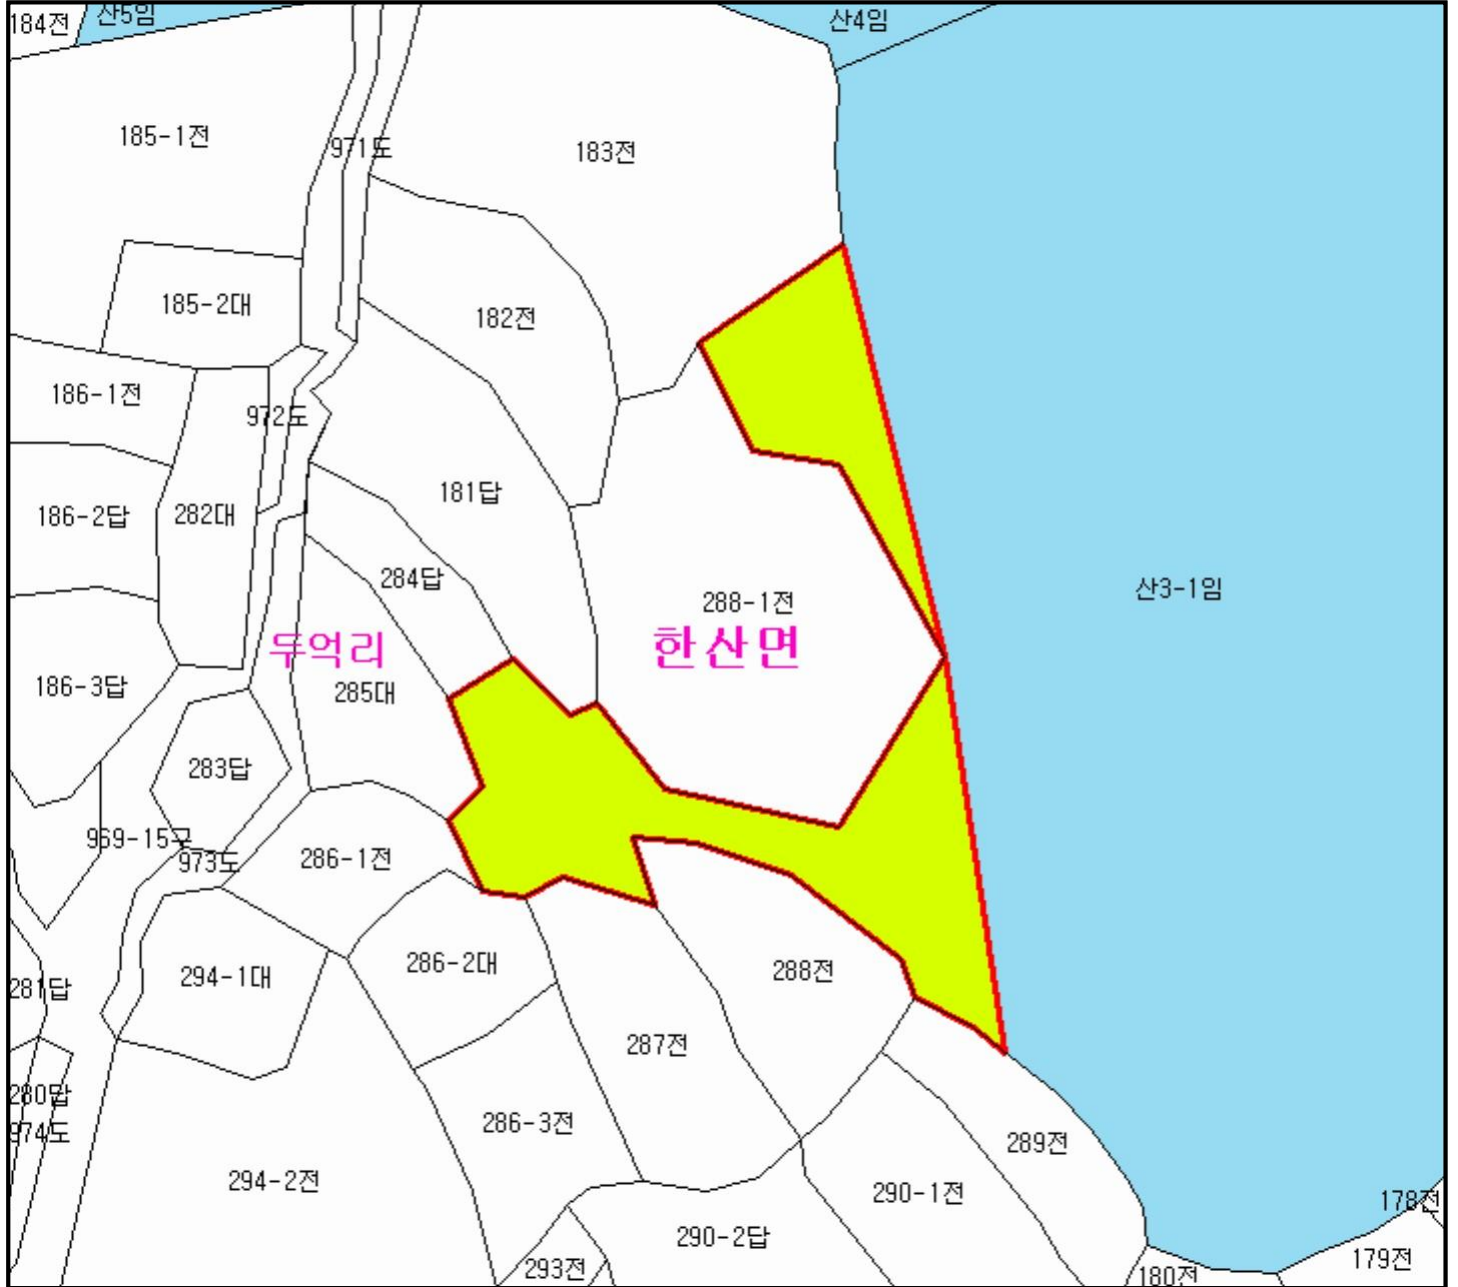 184전
산5임
산4임
185-1전
971도
183전
185-2대
182전
186-1전
972도
181답
186-2답
282대
284답
288-1전
산3-1임
두억리
한산면
186-3답
285대
283답
969-15구
973도
286-1전
286-2대
288전
294-1대
281답
287전
280답
286-3전
974도
289전
294-2전
290-1전
178전
290-2답
179전
293전
180전